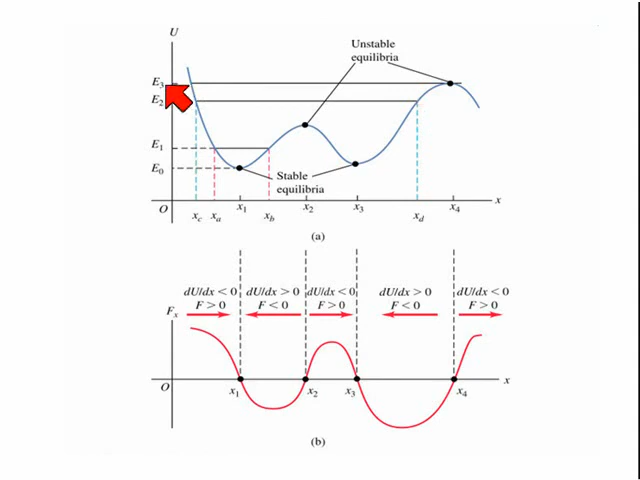 U
Unstable
equilibria
E3
E2
E1
E0
Stable
equilibria
O
xc
xa
x1
xb
x2
x3
xd
x4
x
(a)
dU/dx < 0
F > 0
dU/dx > 0
F < 0
dU/dx < 0
F > 0
dU/dx > 0
F < 0
dU/dx < 0
F > 0
Fx
O
x1
x2
x3
x4
x
(b)